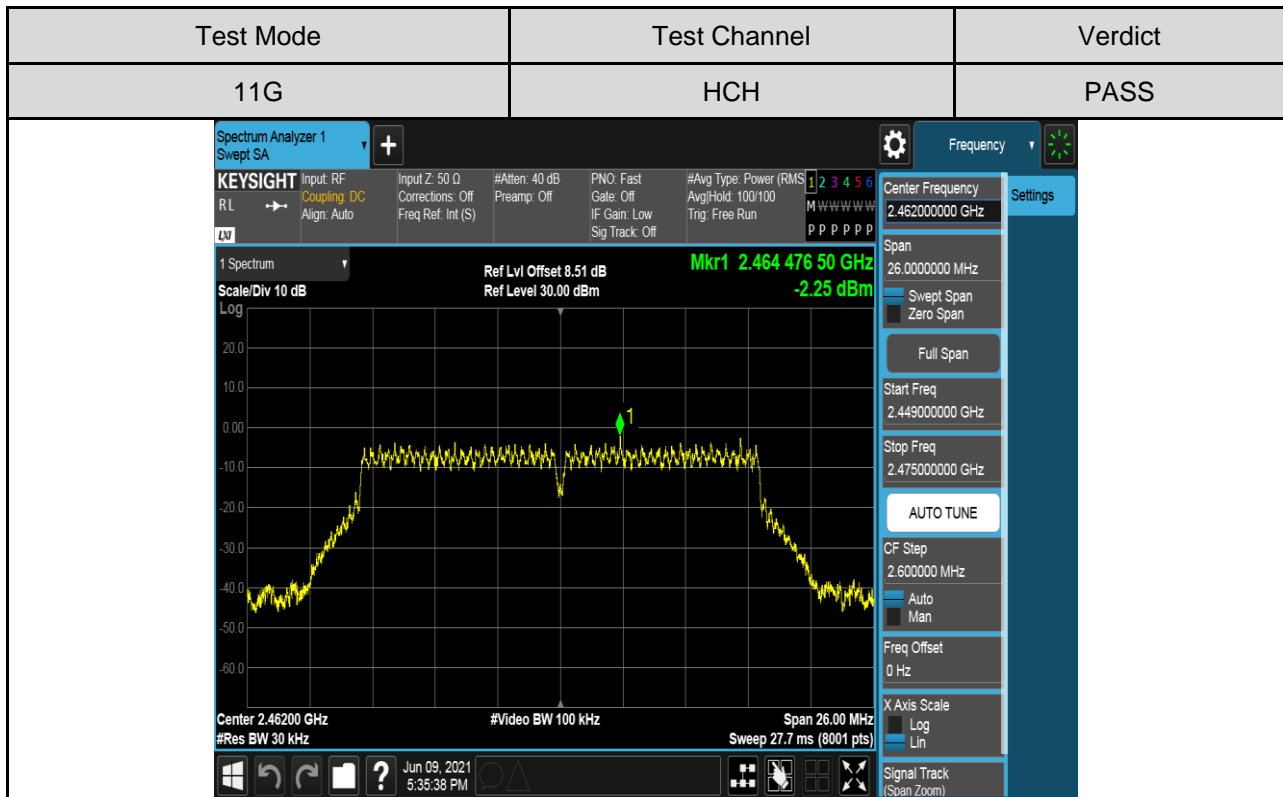 Test Mode Test Channel Verdict
11G HCH PASS
Spectrum Analyzer 1
Swept SA
+
Frequency
KEYSIGHT
RL
LXI
Input: RF
Coupling: DC
Align: Auto
Input Z: 50 Ω
Corrections: Off
Freq Ref: Int (S)
#Atten: 40 dB
Preamp: Off
PNO: Fast
Gate: Off
IF Gain: Low
Sig Track: Off
#Avg Type: Power (RMS
Avg|Hold: 100/100
Trig: Free Run
1 2 3 4 5 6
M W W W W W
P P P P P P
1 Spectrum
Scale/Div 10 dB
Ref Lvl Offset 8.51 dB
Ref Level 30.00 dBm
Mkr1 2.464 476 50 GHz
-2.25 dBm
Log
20.0
10.0
0.00
-10.0
-20.0
-30.0
-40.0
-50.0
-60.0
1
Center 2.46200 GHz
#Res BW 30 kHz
#Video BW 100 kHz
Span 26.00 MHz
Sweep 27.7 ms (8001 pts)
Center Frequency
2.462000000 GHz
Settings
Span
26.0000000 MHz
Swept Span
Zero Span
Full Span
Start Freq
2.449000000 GHz
Stop Freq
2.475000000 GHz
AUTO TUNE
CF Step
2.600000 MHz
Auto
Man
Freq Offset
0 Hz
X Axis Scale
Log
Lin
Signal Track
(Span Zoom)
?
Jun 09, 2021
5:35:38 PM